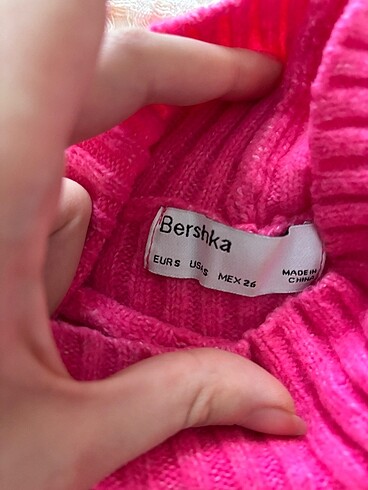 Bershka
EUR S US S MEX 26
MADE IN
CHINA